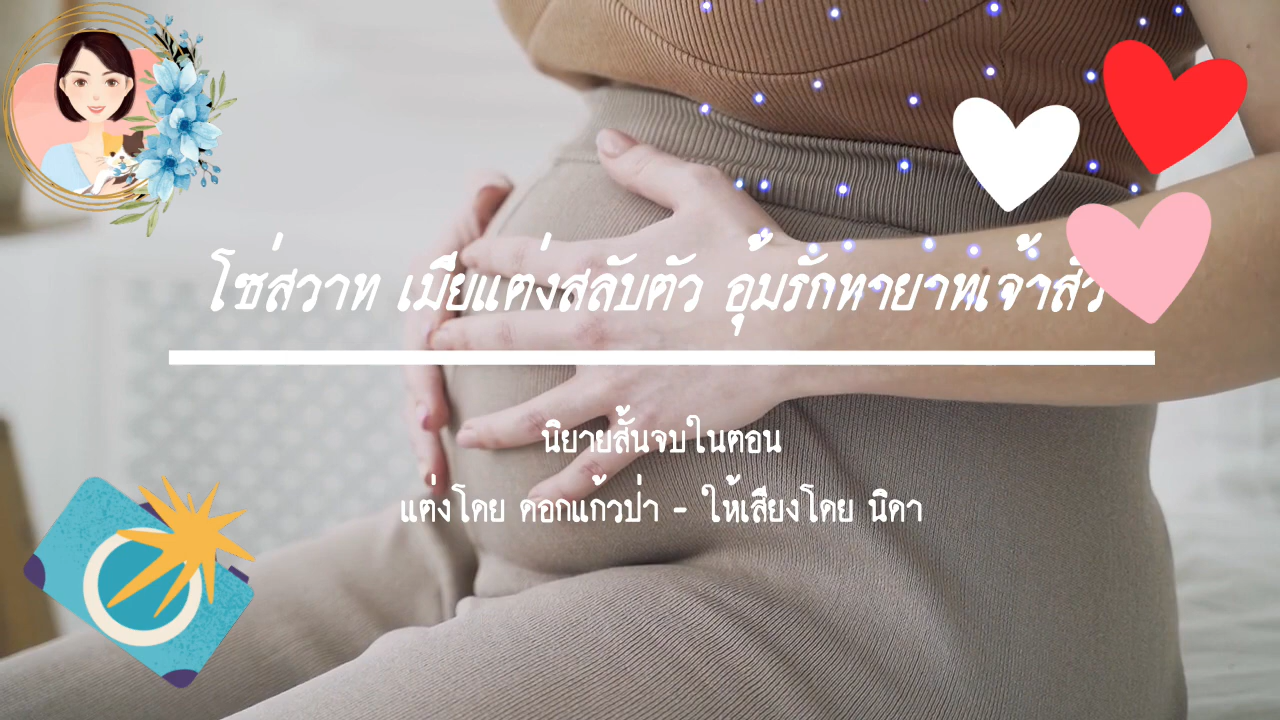 โซ่สวาท เมียแต่งสลับตัว อุ้มรักทายาทเจ้าสัว
นิยายสั้นจบในตอน
แต่งโดย ดอกแก้วป่า - ให้เสียงโดย นิดา